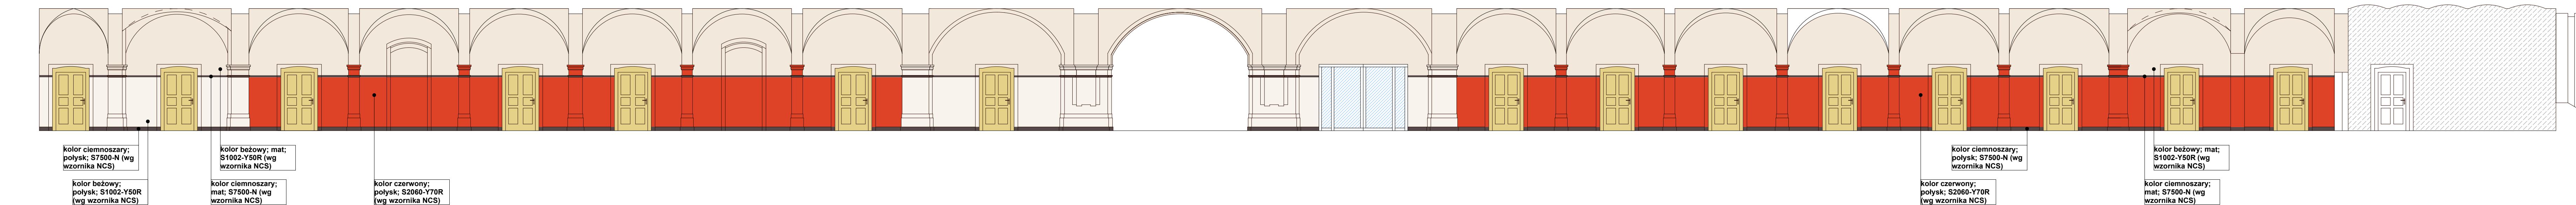 kolor ciemnoszary;
połysk; S7500-N (wg
wzornika NCS)
kolor beżowy;
połysk; S1002-Y50R
(wg wzornika NCS)
kolor beżowy; mat;
S1002-Y50R (wg
wzornika NCS)
kolor ciemnoszary;
mat; S7500-N (wg
wzornika NCS)
kolor czerwony;
połysk; S2060-Y70R
(wg wzornika NCS)
kolor czerwony;
połysk; S2060-Y70R
(wg wzornika NCS)
kolor ciemnoszary;
połysk; S7500-N (wg
wzornika NCS)
kolor beżowy; mat;
S1002-Y50R (wg
wzornika NCS)
kolor ciemnoszary;
mat; S7500-N (wg
wzornika NCS)